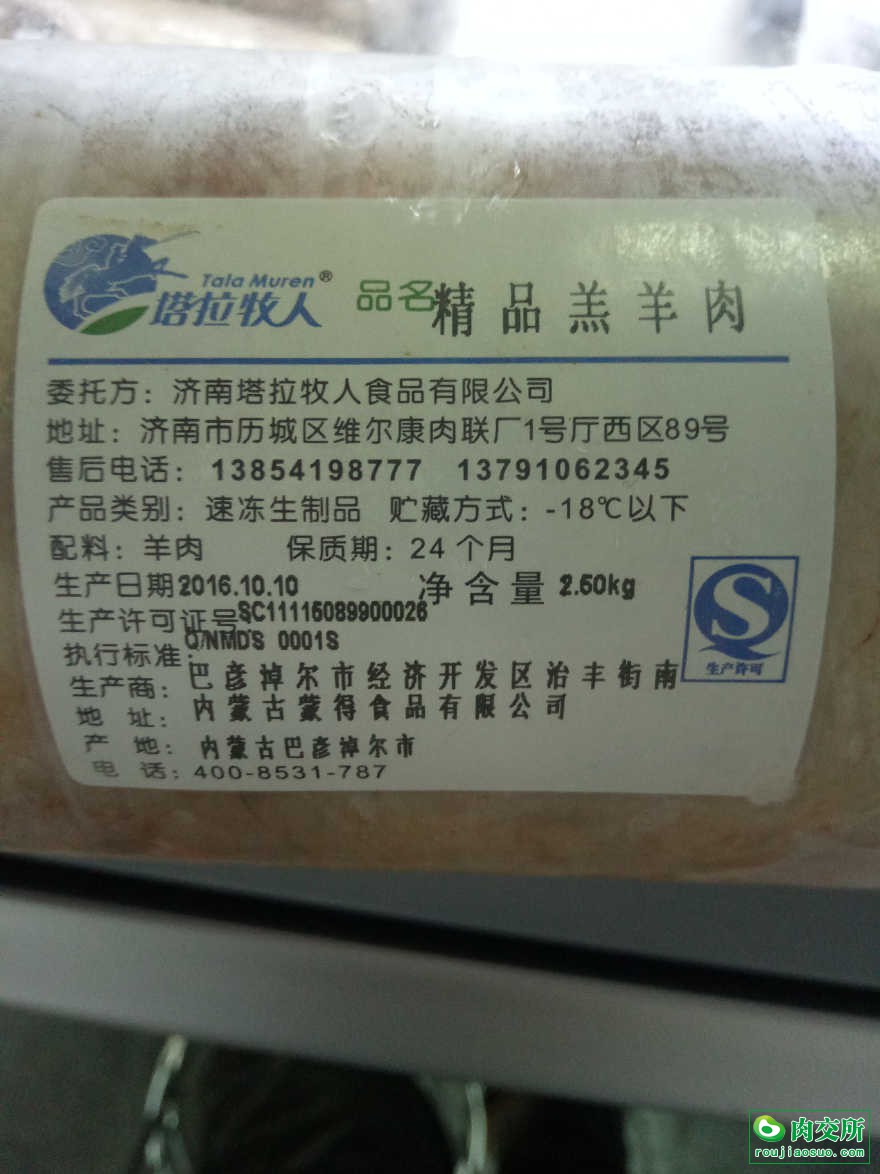 Tala Muren®
塔拉牧人
品名 精品羔羊肉
委托方：济南塔拉牧人食品有限公司
地址：济南市历城区维尔康肉联厂1号厅西区89号
售后电话：13854198777 13791062345
产品类别：速冻生制品 贮藏方式：-18℃以下
配料：羊肉 保质期：24个月
生产日期2016.10.10 净含量 2.50kg
生产许可证号SC11115089900026
执行标准：Q/NMDS 0001S
生产商：巴彦淖尔市经济开发区治丰街南
地 址：内蒙古蒙得食品有限公司
产 地：内蒙古巴彦淖尔市
电 话：400-8531-787
生产许可
肉交所
roujiaosuo.com